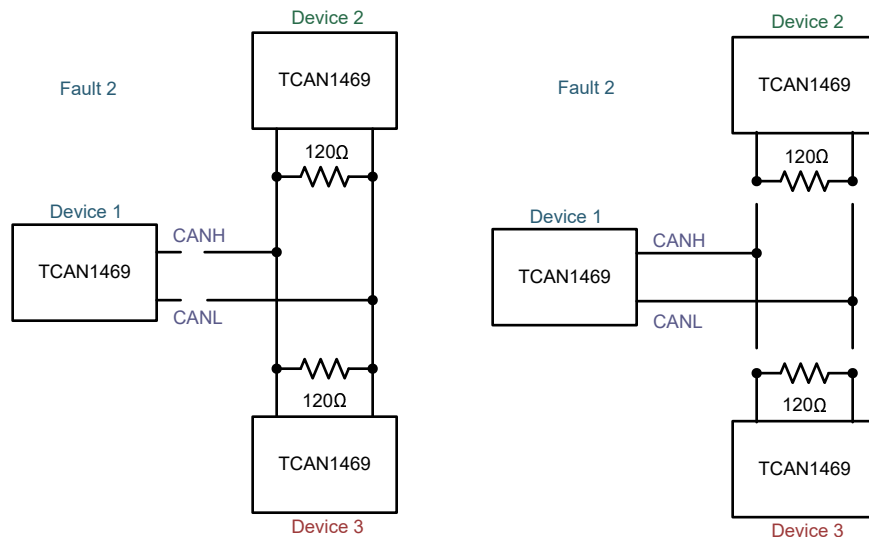 Device 2
TCAN1469
Fault 2
120Ω
Device 1
CANH
TCAN1469
CANL
120Ω
TCAN1469
Device 3
Device 2
TCAN1469
Fault 2
120Ω
Device 1
CANH
TCAN1469
CANL
120Ω
TCAN1469
Device 3